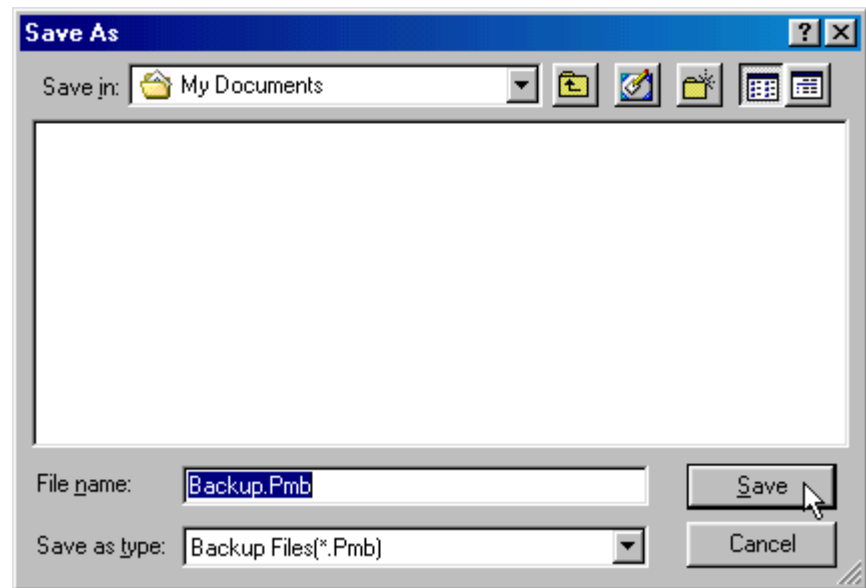 Save As
Save in: My Documents
File name: Backup.Pmb Save
Save as type: Backup Files(*.Pmb) Cancel